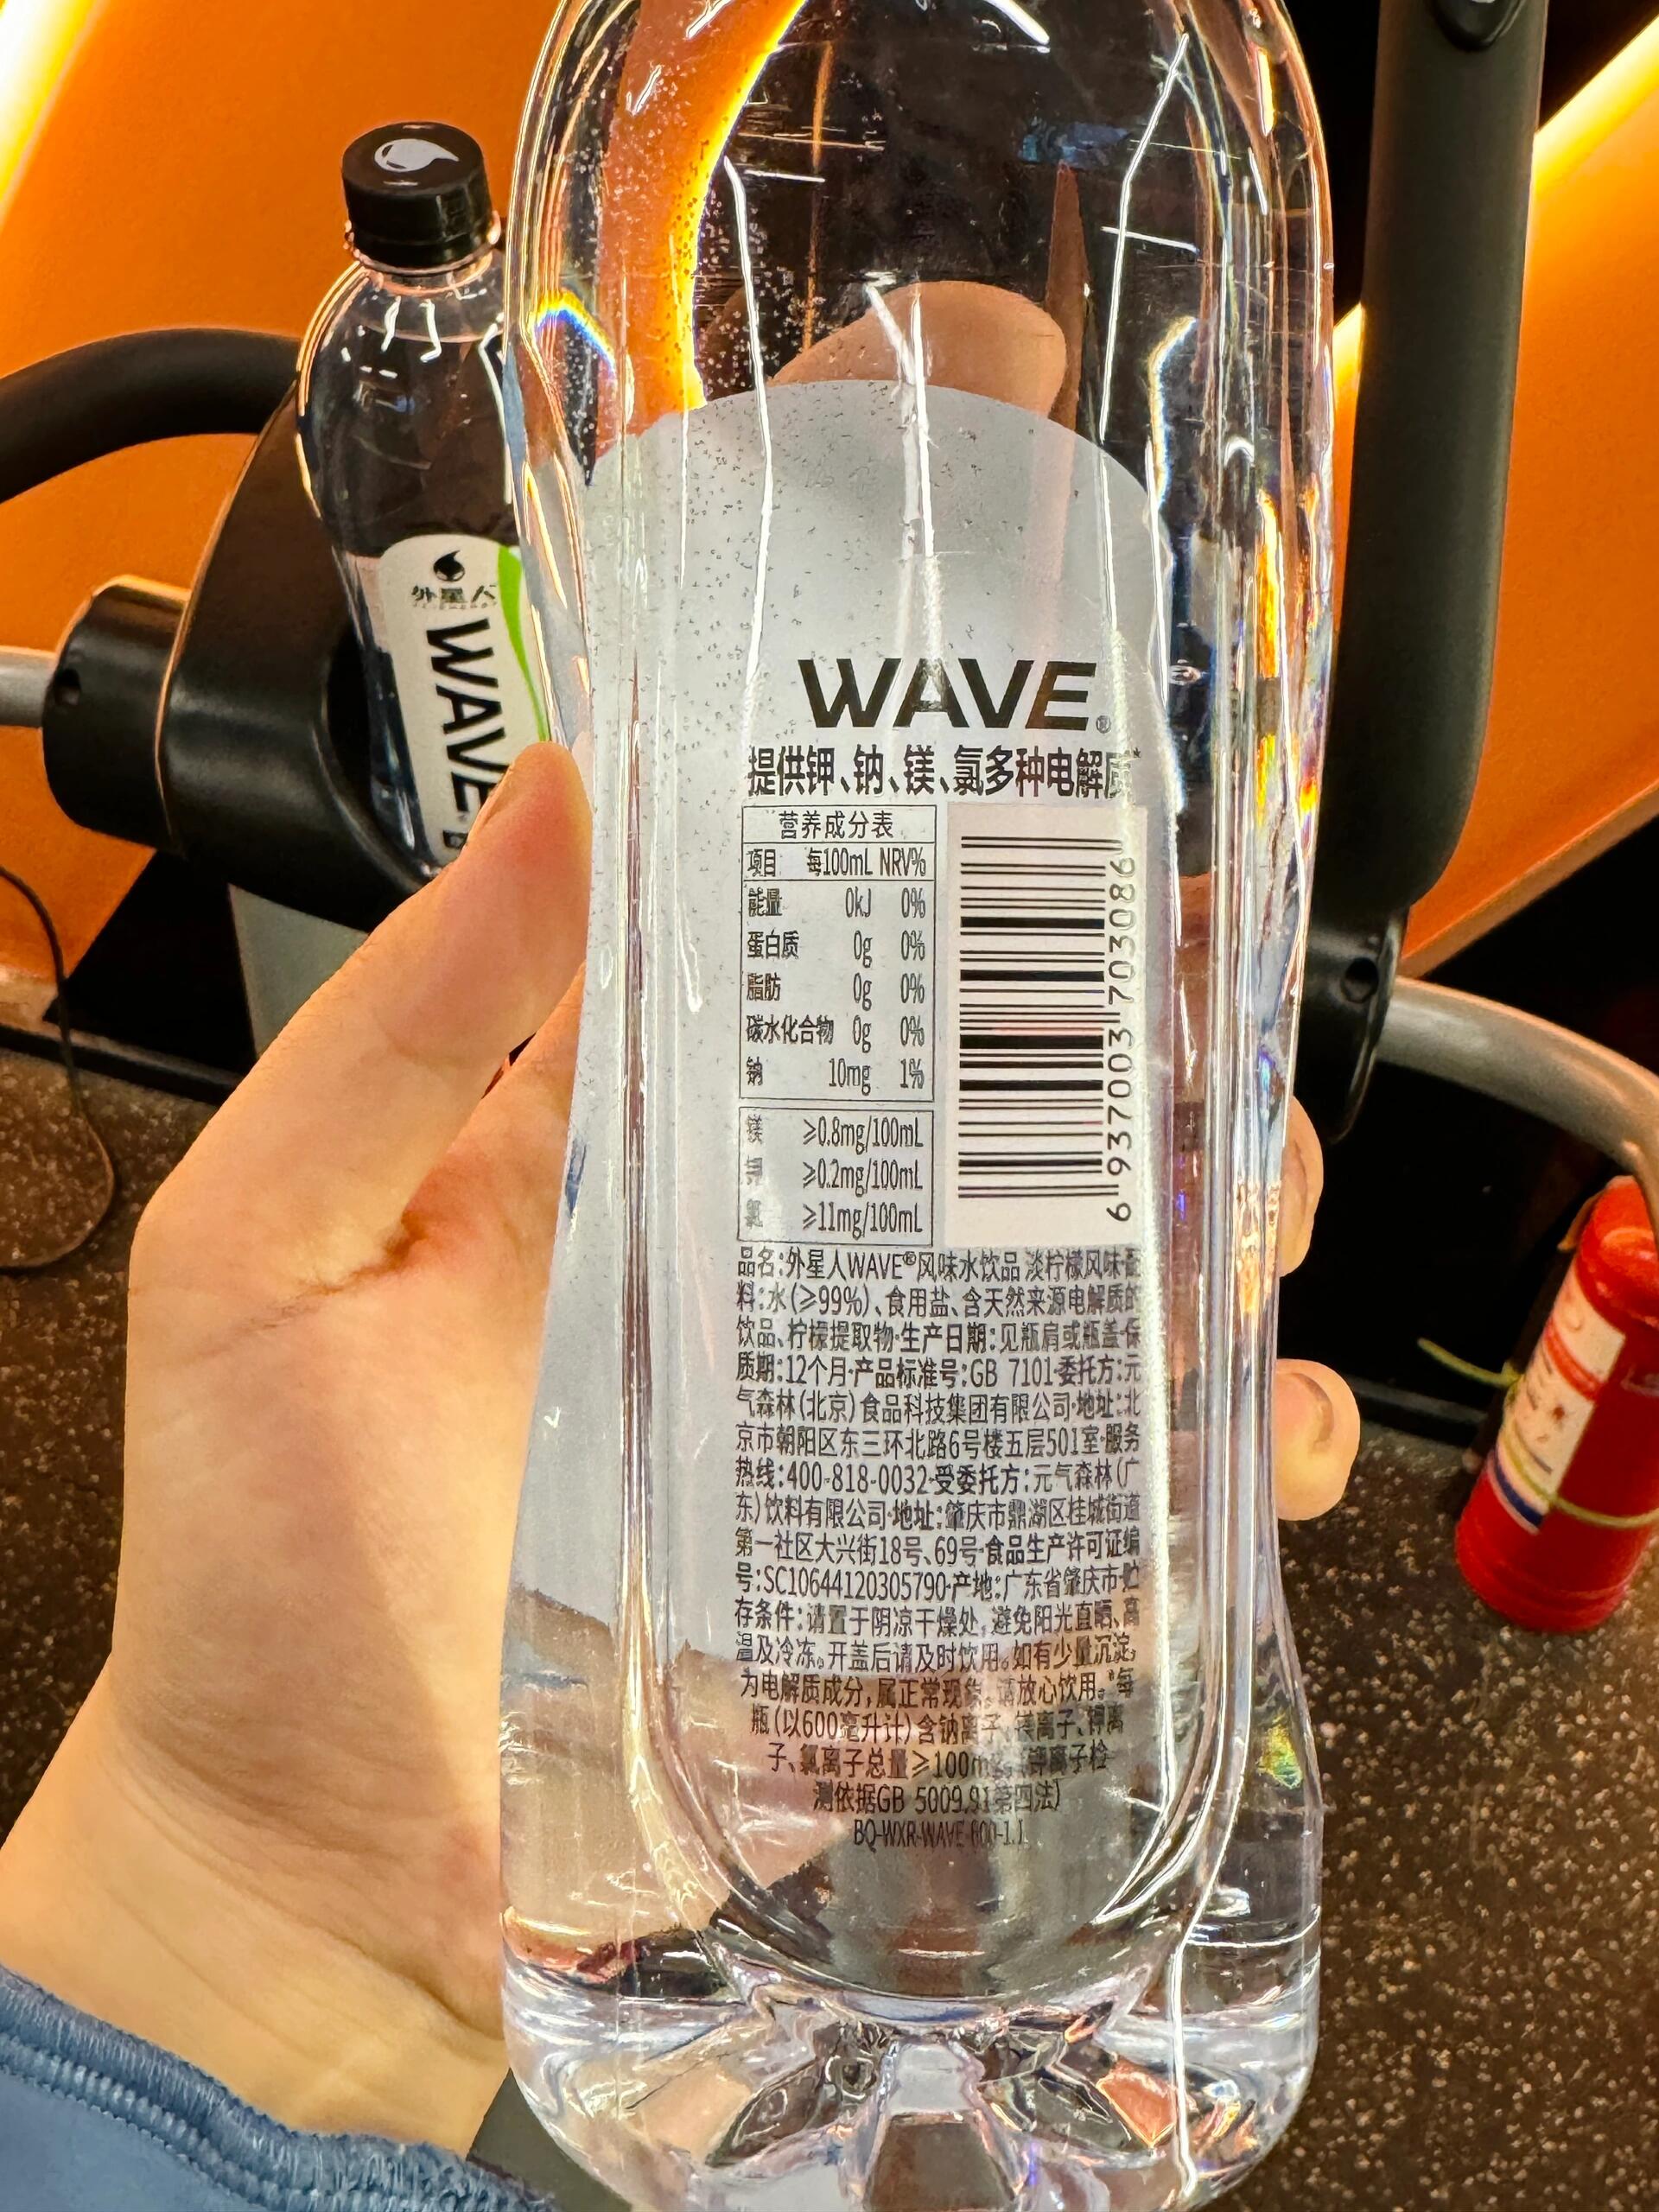 外星人
WAVE
WAVE®
提供钾、钠、镁、氯多种电解质*
营养成分表
项目 每100mL NRV%
能量 0kJ 0%
蛋白质 0g 0%
脂肪 0g 0%
碳水化合物 0g 0%
钠 10mg 1%
镁 ≥0.8mg/100mL
钾 ≥0.2mg/100mL
氯 ≥11mg/100mL
6 937003 703086
品名:外星人WAVE®风味水饮品 淡柠檬风味·配
料:水(≥99%)、食用盐、含天然来源电解质的
饮品、柠檬提取物·生产日期:见瓶肩或瓶盖·保
质期:12个月·产品标准号:GB 7101·委托方:元
气森林(北京)食品科技集团有限公司·地址:北
京市朝阳区东三环北路6号楼五层501室·服务
热线:400-818-0032·受委托方:元气森林(广
东)饮料有限公司·地址:肇庆市鼎湖区桂城街道
第一社区大兴街18号、69号·食品生产许可证编
号:SC10644120305790·产地:广东省肇庆市·贮
存条件:请置于阴凉干燥处,避免阳光直晒、高
温及冷冻。开盖后请及时饮用。如有少量沉淀,
为电解质成分,属正常现象。请放心饮用。*每
瓶(以600毫升计)含钠离子、镁离子、钾离
子、氯离子总量≥100mg。(钾离子检
测依据GB 5009.91第四法)
BQ-WXR-WAVE-600-1.1